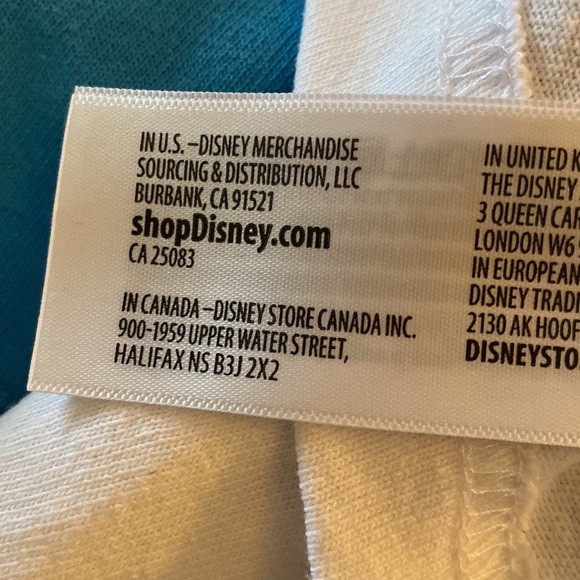 IN U.S. –DISNEY MERCHANDISE
SOURCING & DISTRIBUTION, LLC
BURBANK, CA 91521
shopDisney.com
CA 25083
IN CANADA –DISNEY STORE CANADA INC.
900-1959 UPPER WATER STREET,
HALIFAX NS B3J 2X2
IN UNITED
THE DISNEY
3 QUEEN
LONDON W6
IN EUROPEAN
DISNEY
2130 AK